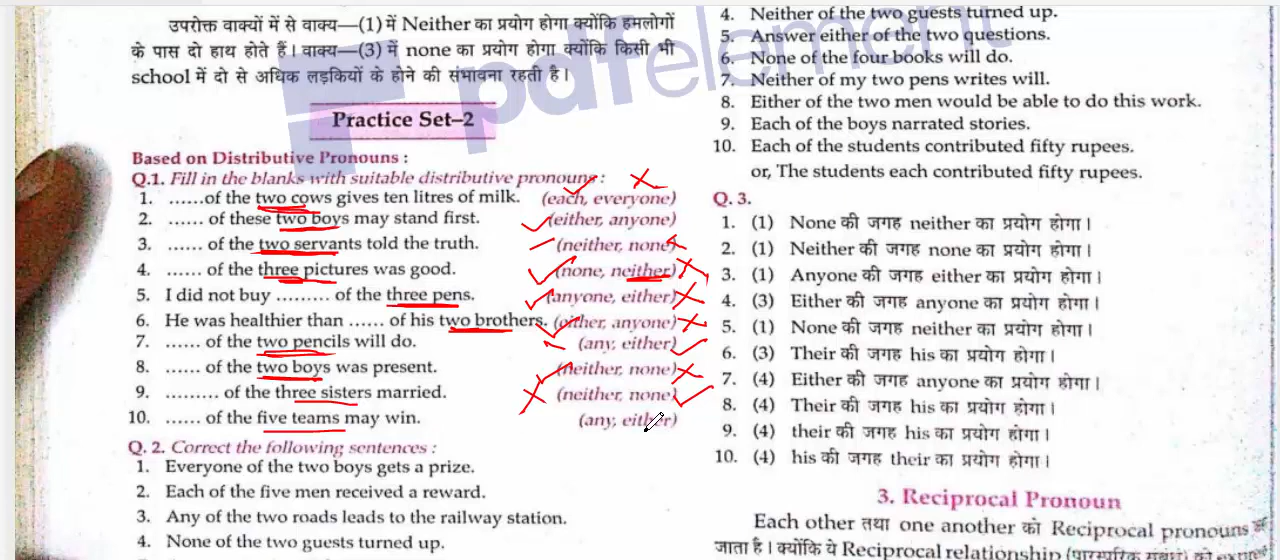 उपरोक्त वाक्यों में से वाक्य—(1) में Neither का प्रयोग होगा क्योंकि हमलोगों
के पास दो हाथ होते हैं। वाक्य—(3) में none का प्रयोग होगा क्योंकि किसी भी
school में दो से अधिक लड़कियों के होने की संभावना रहती है।
Practice Set–2
Based on Distributive Pronouns :
Q.1. Fill in the blanks with suitable distributive pronouns :
1. ......of the two cows gives ten litres of milk. (each, everyone)
2. ...... of these two boys may stand first. (either, anyone)
3. ...... of the two servants told the truth. (neither, none)
4. ...... of the three pictures was good. (none, neither)
5. I did not buy ......... of the three pens. (anyone, either)
6. He was healthier than ...... of his two brothers. (either, anyone)
7. ...... of the two pencils will do. (any, either)
8. ...... of the two boys was present. (neither, none)
9. ......... of the three sisters married. (neither, none)
10. ...... of the five teams may win. (any, either)
Q. 2. Correct the following sentences :
1. Everyone of the two boys gets a prize.
2. Each of the five men received a reward.
3. Any of the two roads leads to the railway station.
4. None of the two guests turned up.
4. Neither of the two guests turned up.
5. Answer either of the two questions.
6. None of the four books will do.
7. Neither of my two pens writes will.
8. Either of the two men would be able to do this work.
9. Each of the boys narrated stories.
10. Each of the students contributed fifty rupees.
or, The students each contributed fifty rupees.
Q. 3.
1. (1) None की जगह neither का प्रयोग होगा।
2. (1) Neither की जगह none का प्रयोग होगा।
3. (1) Anyone की जगह either का प्रयोग होगा।
4. (3) Either की जगह anyone का प्रयोग होगा।
5. (1) None की जगह neither का प्रयोग होगा।
6. (3) Their की जगह his का प्रयोग होगा।
7. (4) Either की जगह anyone का प्रयोग होगा।
8. (4) Their की जगह his का प्रयोग होगा।
9. (4) their की जगह his का प्रयोग होगा।
10. (4) his की जगह their का प्रयोग होगा।
3. Reciprocal Pronoun
Each other तथा one another को Reciprocal pronouns
जाता है। क्योंकि ये Reciprocal relationship (पारस्परिक
pdfelement